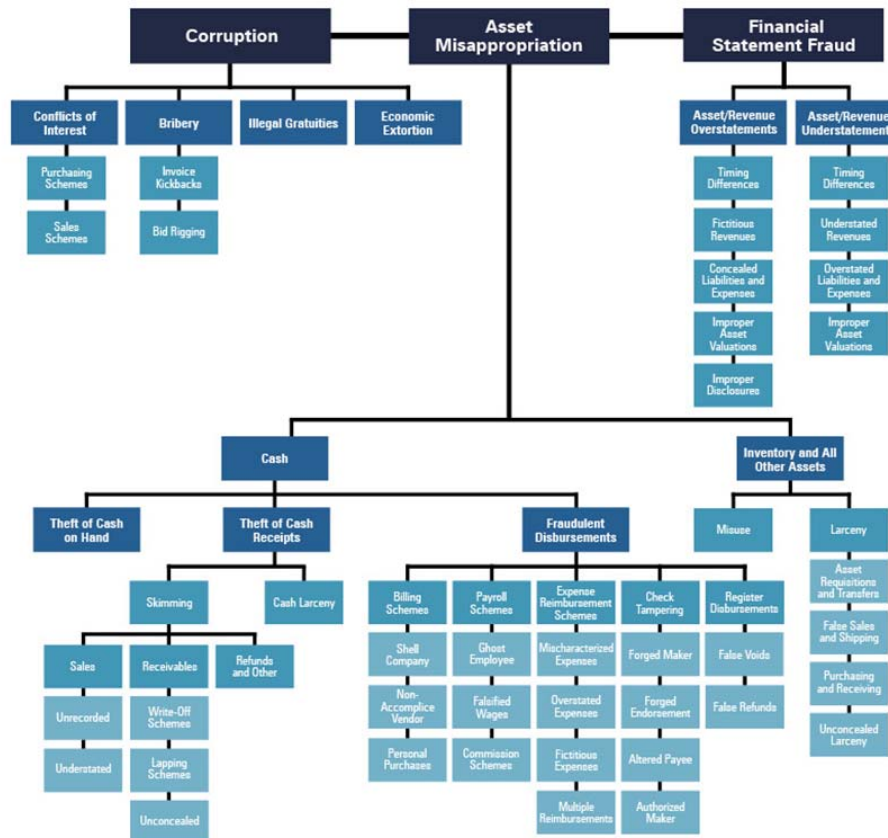 Corruption
Asset
Misappropriation
Financial
Statement Fraud
Conflicts of
Interest
Bribery
Illegal Gratuities
Economic
Extortion
Asset/Revenue
Overstatements
Asset/Revenue
Understatements
Purchasing
Schemes
Sales
Schemes
Invoice
Kickbacks
Bid Rigging
Timing
Differences
Fictitious
Revenues
Concealed
Liabilities and
Expenses
Improper
Asset
Valuations
Improper
Disclosures
Timing
Differences
Understated
Revenues
Overstated
Liabilities and
Expenses
Improper
Asset
Valuations
Cash
Inventory and All
Other Assets
Theft of Cash
on Hand
Theft of Cash
Receipts
Fraudulent
Disbursements
Misuse
Larceny
Asset
Requisitions
and Transfers
False Sales
and Shipping
Purchasing
and Receiving
Unconcealed
Larceny
Skimming
Cash Larceny
Sales
Receivables
Refunds
and Other
Unrecorded
Understated
Write-Off
Schemes
Lapping
Schemes
Unconcealed
Billing
Schemes
Shell
Company
Non-
Accomplice
Vendor
Personal
Purchases
Payroll
Schemes
Ghost
Employee
Falsified
Wages
Commission
Schemes
Expense
Reimbursement
Schemes
Mischaracterized
Expenses
Overstated
Expenses
Fictitious
Expenses
Multiple
Reimbursements
Check
Tampering
Forged Maker
Forged
Endorsement
Altered Payee
Authorized
Maker
Register
Disbursements
False Voids
False Refunds